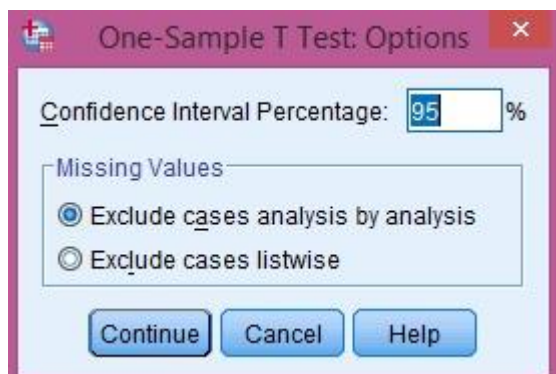 One-Sample T Test: Options
Confidence Interval Percentage: 95 %
Missing Values
Exclude cases analysis by analysis
Exclude cases listwise
Continue Cancel Help